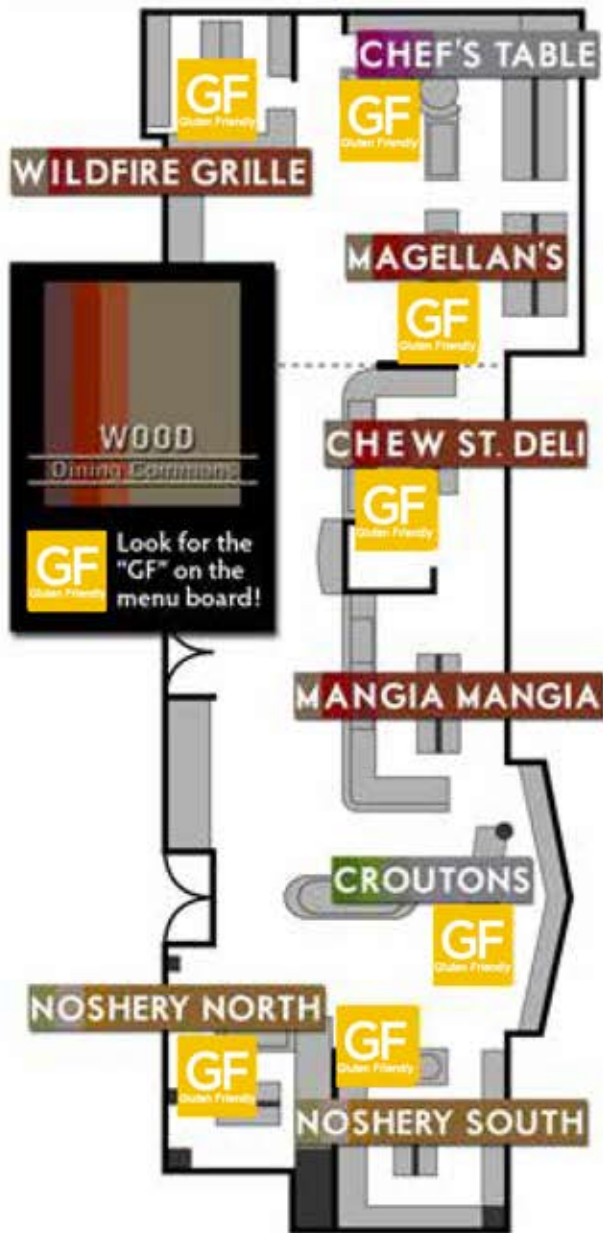 CHEF'S TABLE
GF
Gluten Friendly
GF
Gluten Friendly
WILDFIRE GRILLE
MAGELLAN'S
GF
Gluten Friendly
WOOD
Dining Commons
CHEW ST. DELI
GF
Gluten Friendly
GF
Gluten Friendly
Look for the
"GF" on the
menu board!
MANGIA MANGIA
CROUTONS
GF
Gluten Friendly
NOSHERY NORTH
GF
Gluten Friendly
GF
Gluten Friendly
NOSHERY SOUTH